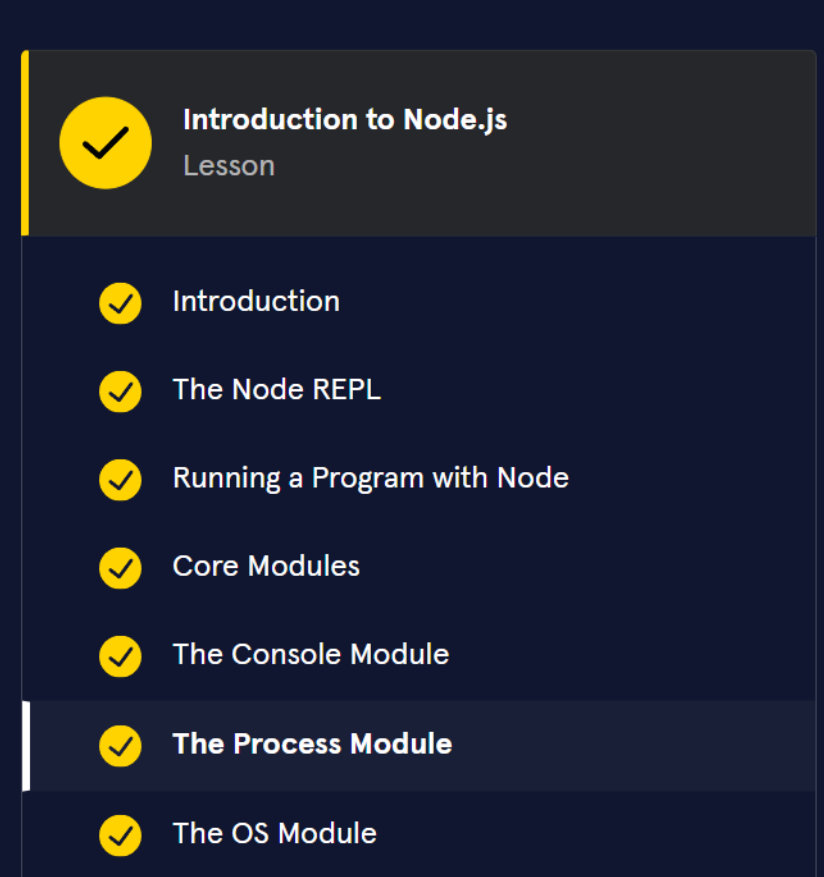 Introduction to Node.js
Lesson
Introduction
The Node REPL
Running a Program with Node
Core Modules
The Console Module
The Process Module
The OS Module